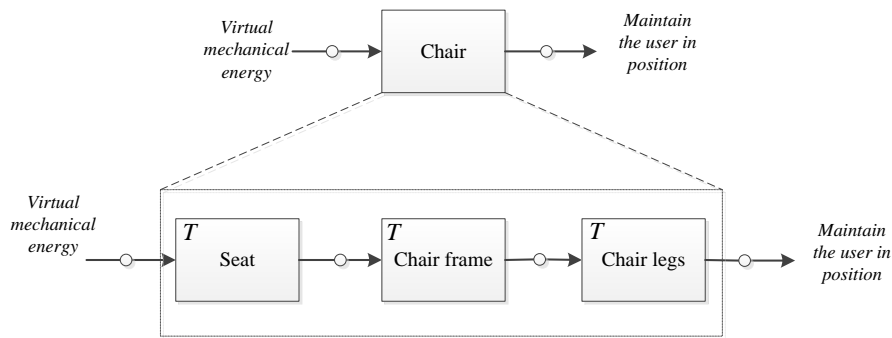 Virtual
mechanical
energy
Chair
Maintain
the user in
position
Virtual
mechanical
energy
T
Seat
T
Chair frame
T
Chair legs
Maintain
the user in
position